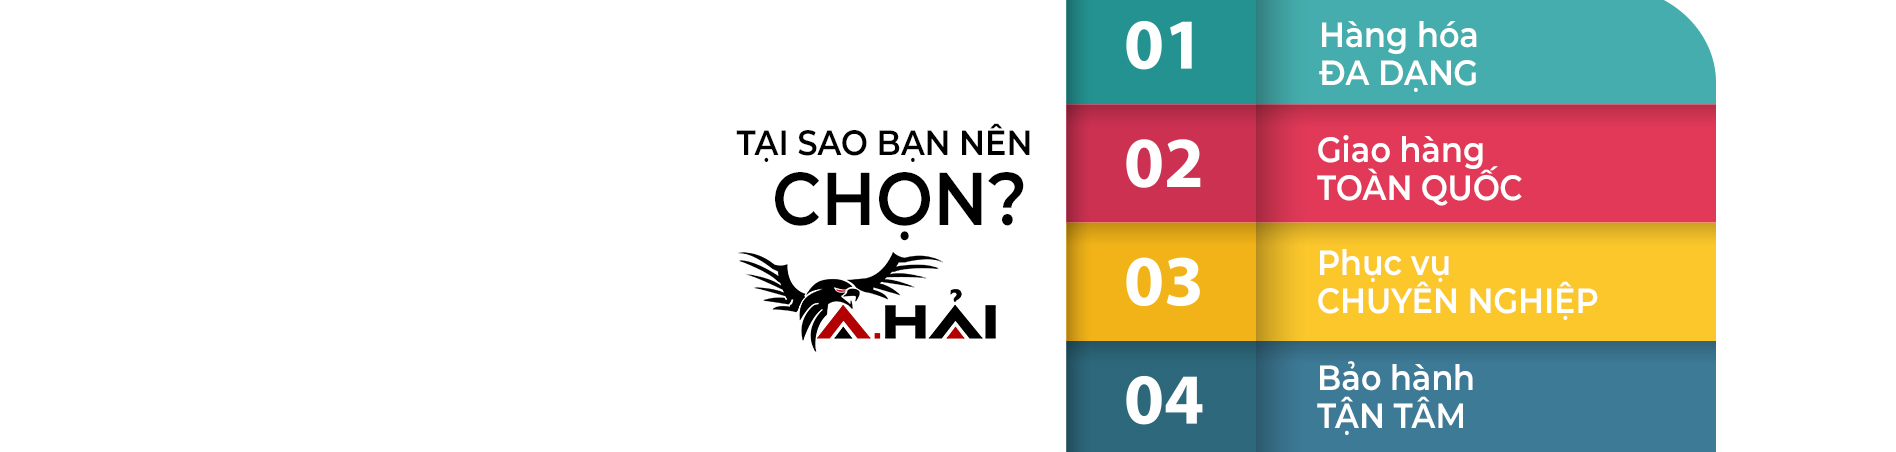 TẠI SAO BẠN NÊN
CHỌN?
A.HẢI
01
Hàng hóa
ĐA DẠNG
02
Giao hàng
TOÀN QUỐC
03
Phục vụ
CHUYÊN NGHIỆP
04
Bảo hành
TẬN TÂM